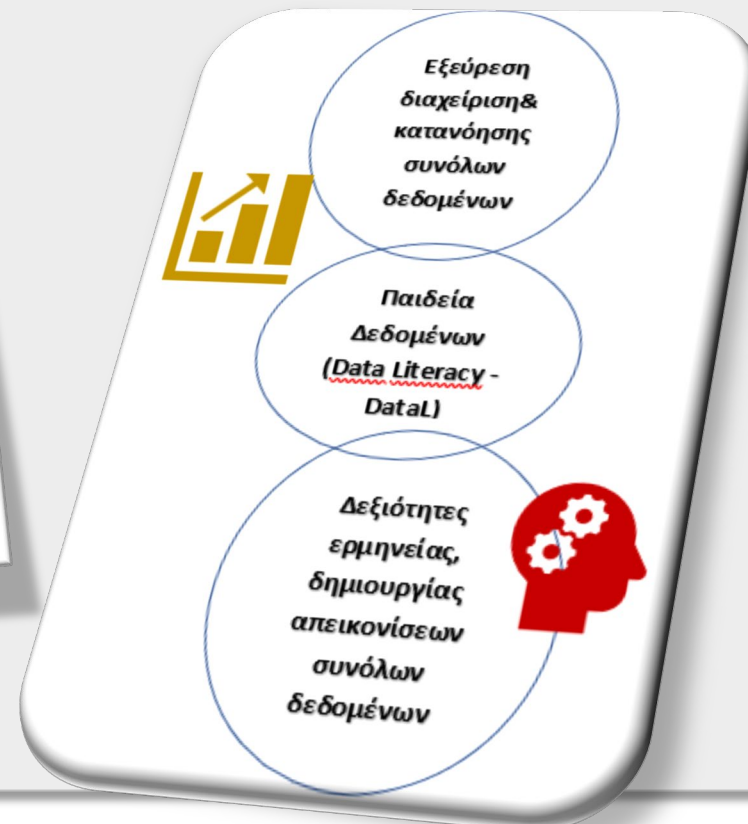 Εξεύρεση
διαχείριση&
κατανόησης
συνόλων
δεδομένων
Παιδεία
Δεδομένων
(Data Literacy -
DataL)
Δεξιότητες
ερμηνείας,
δημιουργίας
απεικονίσεων
συνόλων
δεδομένων